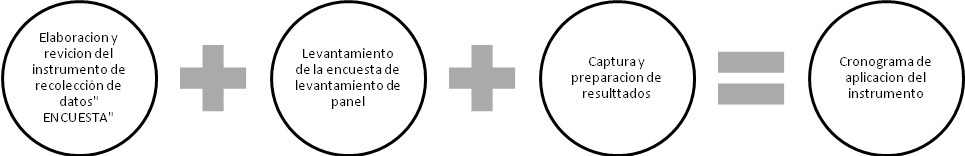 Elaboracion y
revicion del
instrumento de
recolección de
datos"
ENCUESTA"
Levantamiento
de la encuesta de
levantamiento de
panel
Captura y
preparacion de
resulttados
Cronograma de
aplicacion del
instrumento